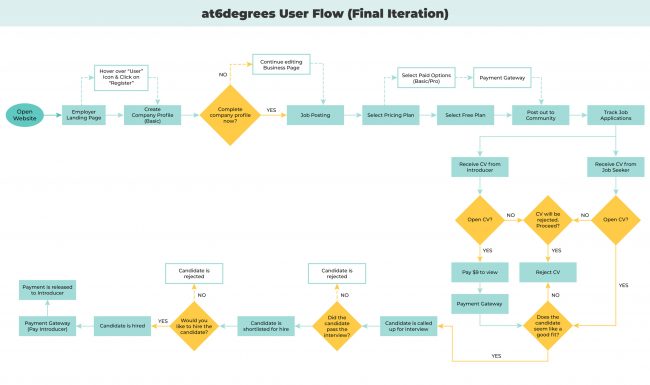 at6degrees User Flow (Final Iteration)
Hover over "User"
Icon & Click on
"Register"
NO
Continue editing
Business Page
Select Paid Options
(Basic/Pro)
Payment Gateway
Open
Website
Employer
Landing Page
Create
Company Profile
(Basic)
Complete
company profile
now?
YES
Job Posting
Select Pricing Plan
Select Free Plan
Post out to
Community
Track Job
Applications
Receive CV from
Introducer
Receive CV from
Job Seeker
Open CV?
NO
CV will be
rejected.
Proceed?
NO
Open CV?
YES
YES
Pay $9 to view
Reject CV
YES
Candidate is
rejected
Candidate is
rejected
Payment is released
to Introducer
NO
NO
NO
Payment Gateway
Payment Gateway
(Pay Introducer)
Candidate is hired
YES
Would you
like to hire the
candidate?
Candidate is
shortlisted for hire
Did the
candidate
pass the
interview?
Candidate is called
up for interview
YES
Does the
candidate
seem like a
good fit?